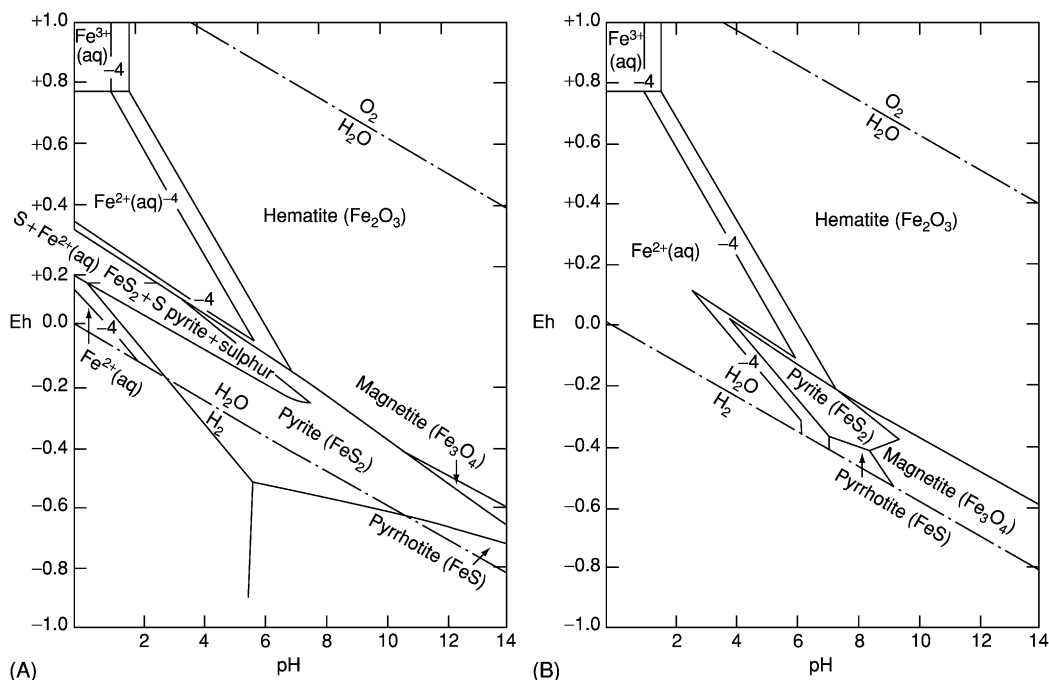 +1.0
Fe³⁺
(aq)
−4
+0.8
+0.6
+0.4
+0.2
Eh 0.0
−0.2
−0.4
−0.6
−0.8
−1.0
O₂
H₂O
Fe²⁺(aq)⁻⁴
Hematite (Fe₂O₃)
S+Fe²⁺(aq)
FeS₂+S pyrite+sulphur
−4
−4
Fe²⁺(aq)
H₂O
H₂
Pyrite (FeS₂)
Magnetite (Fe₃O₄)
Pyrrhotite (FeS)
2 4 6 8 10 12 14
(A) pH
+1.0
Fe³⁺
(aq)
−4
+0.8
+0.6
+0.4
+0.2
Eh 0.0
−0.2
−0.4
−0.6
−0.8
−1.0
O₂
H₂O
Fe²⁺(aq)
−4
Hematite (Fe₂O₃)
−4
H₂O
H₂
Pyrite (FeS₂)
Magnetite (Fe₃O₄)
Pyrrhotite (FeS)
2 4 6 8 10 12 14
(B) pH